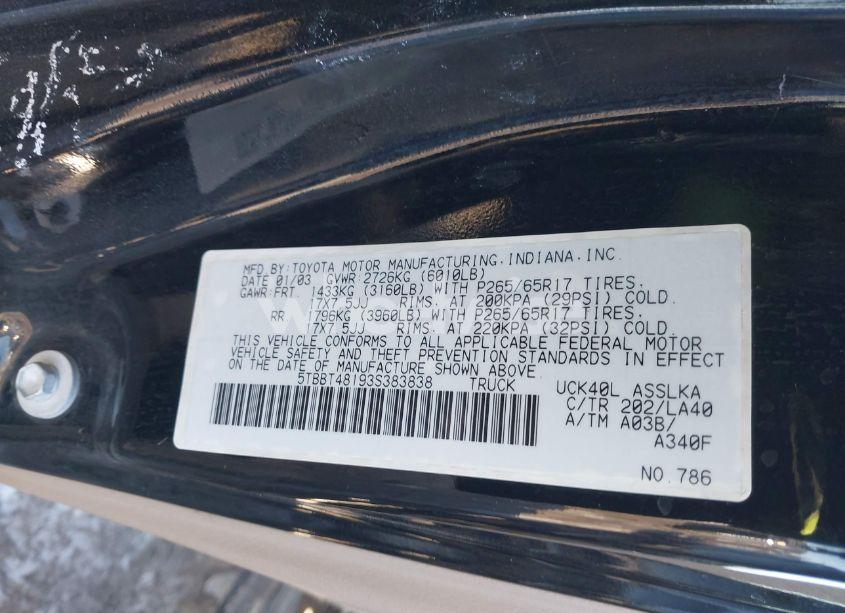 MFD.BY:TOYOTA MOTOR MANUFACTURING.INDIANA.INC.
DATE 01/03 GVWR 2726KG (6010LB)
GAWR:FRT. 1433KG (3160LB) WITH P265/65R17 TIRES.
17X7.5JJ RIMS. AT 200KPA (29PSI) COLD.
RR 1796KG (3960LB) WITH P265/65R17 TIRES.
17X7.5JJ RIMS. AT 220KPA (32PSI) COLD.
THIS VEHICLE CONFORMS TO ALL APPLICABLE FEDERAL MOTOR
VEHICLE SAFETY AND THEFT PREVENTION STANDARDS IN EFFECT
ON THE DATE OF MANUFACTURE SHOWN ABOVE
5TBBT48193S383838 TRUCK
UCK40L ASSLKA
C/TR 202/LA40
A/TM A03B/
A340F
NO.786